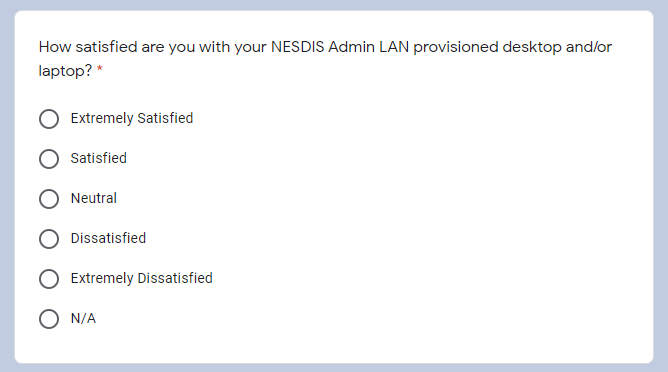 How satisfied are you with your NESDIS Admin LAN provisioned desktop and/or
laptop? *
Extremely Satisfied
Satisfied
Neutral
Dissatisfied
Extremely Dissatisfied
N/A